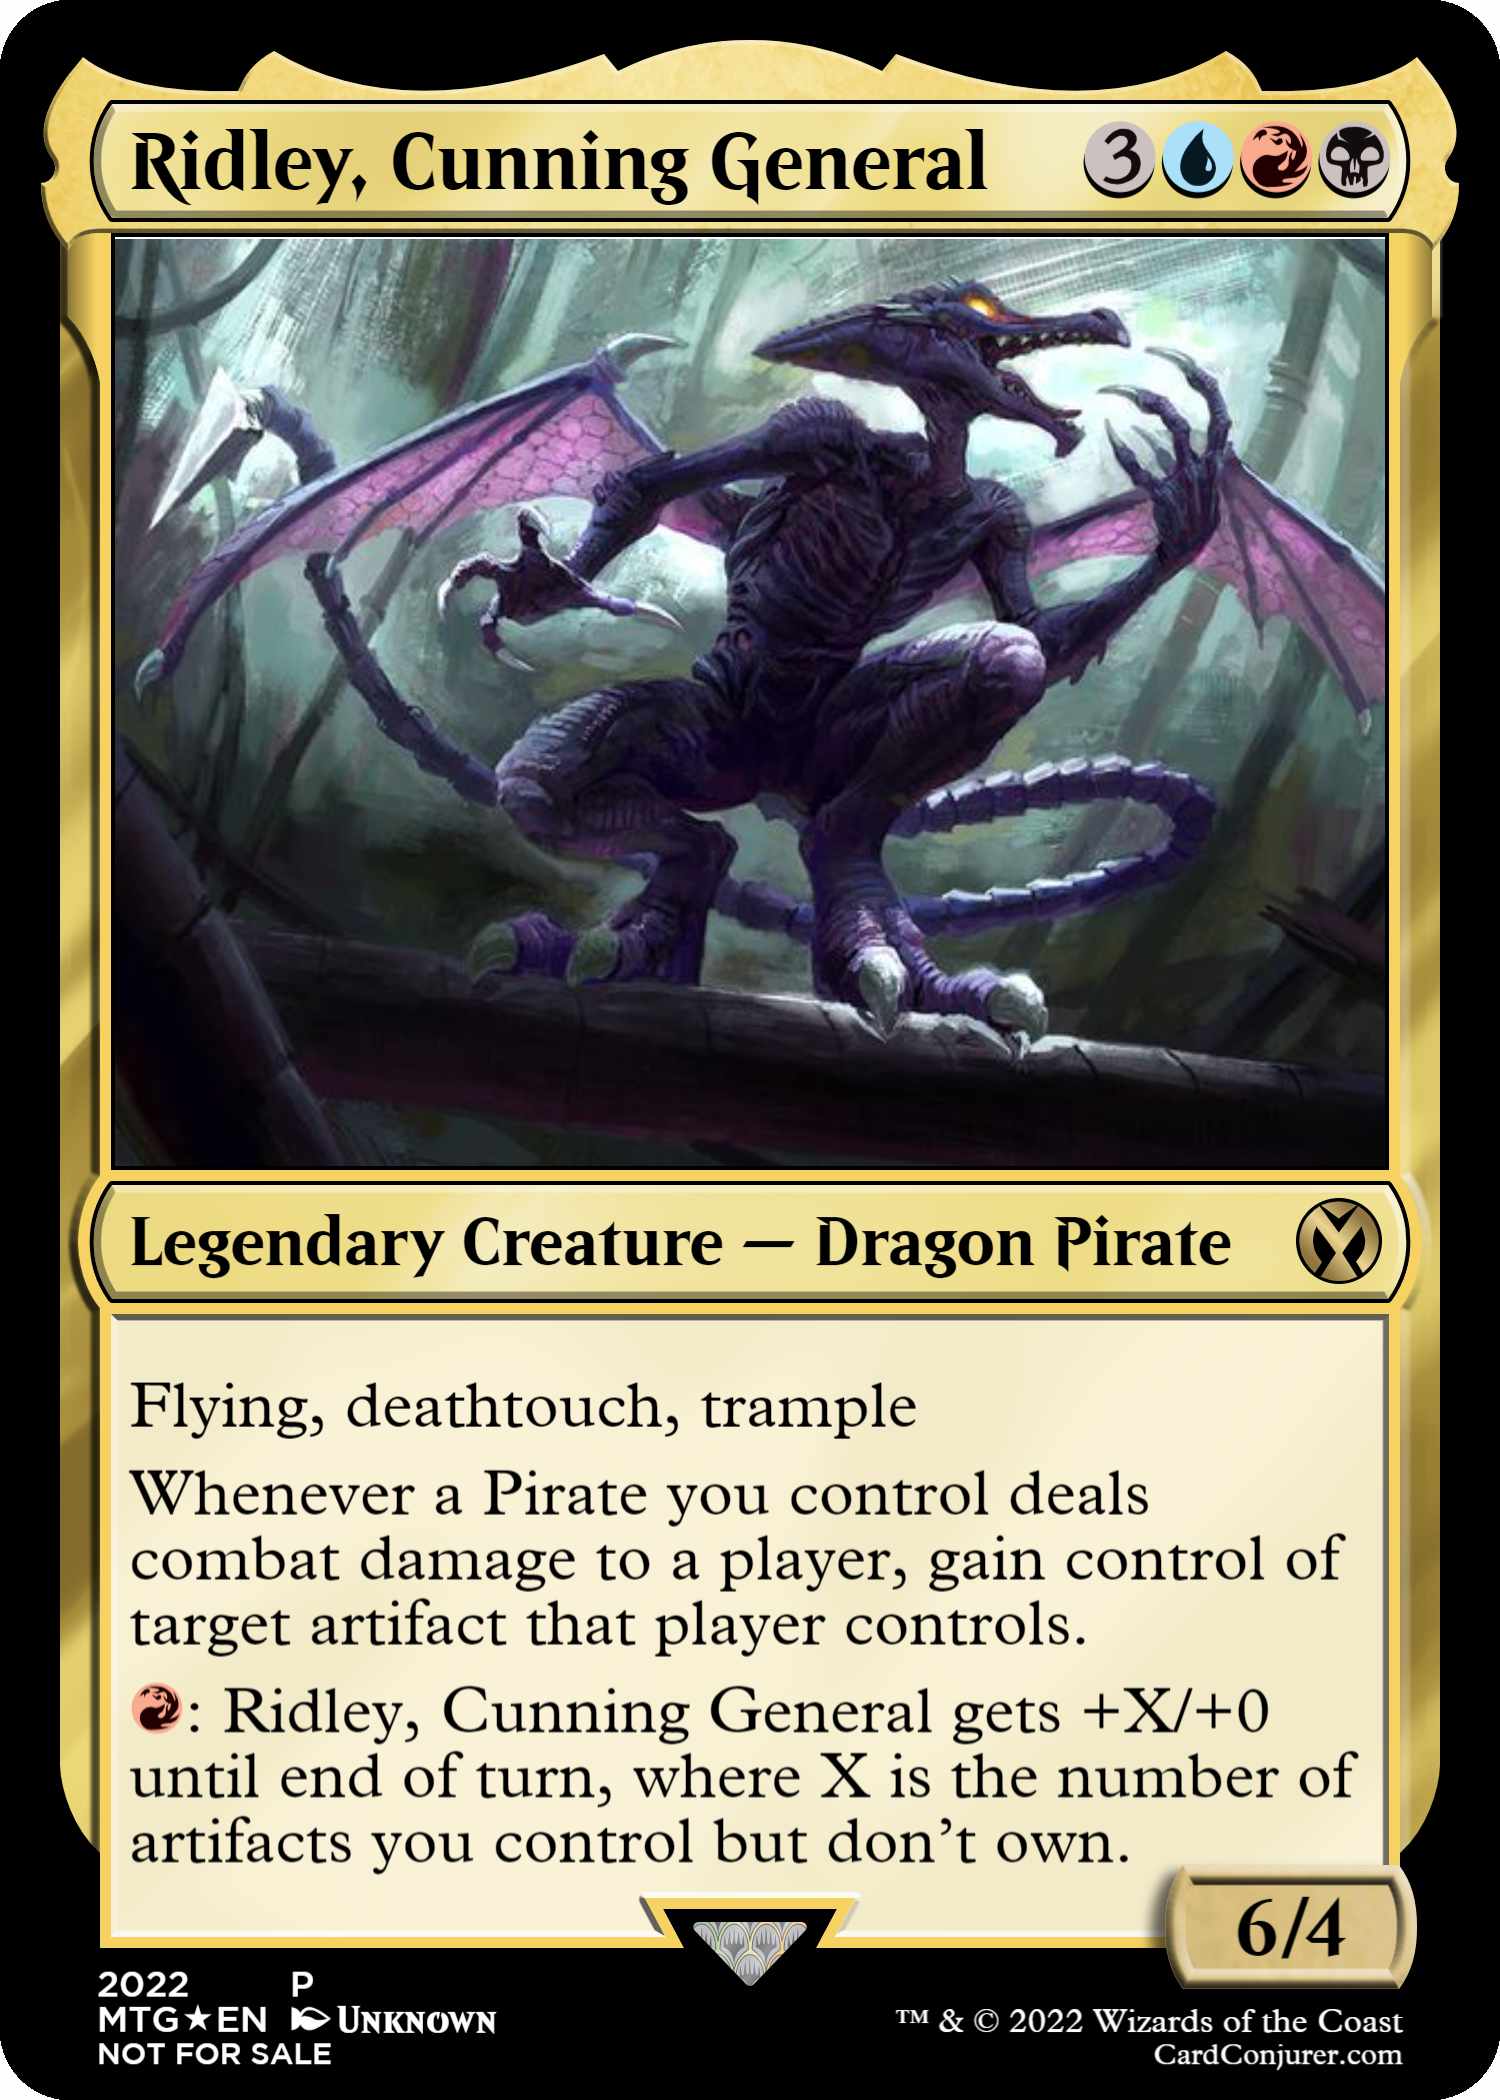 Ridley, Cunning General 3
Legendary Creature — Dragon Pirate
Flying, deathtouch, trample
Whenever a Pirate you control deals
combat damage to a player, gain control of
target artifact that player controls.
: Ridley, Cunning General gets +X/+0
until end of turn, where X is the number of
artifacts you control but don’t own.
6/4
2022 P
MTG★EN Unknown
NOT FOR SALE
™ & © 2022 Wizards of the Coast
CardConjurer.com